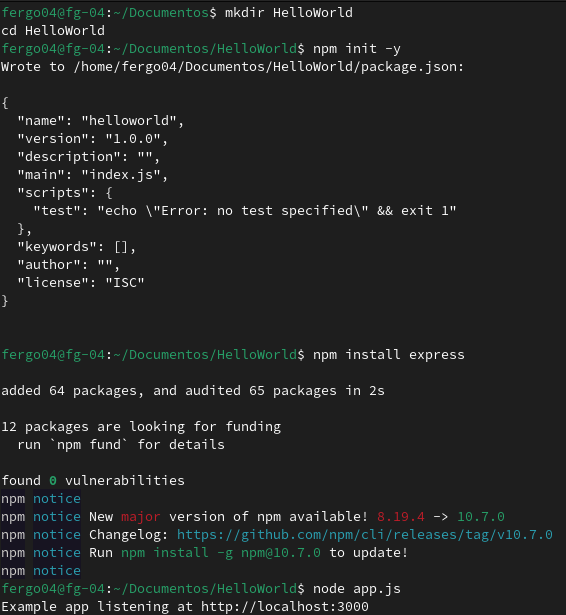 fergo04@fg-04:~/Documentos$ mkdir HelloWorld
cd HelloWorld
fergo04@fg-04:~/Documentos/HelloWorld$ npm init -y
Wrote to /home/fergo04/Documentos/HelloWorld/package.json:

{
  "name": "helloworld",
  "version": "1.0.0",
  "description": "",
  "main": "index.js",
  "scripts": {
    "test": "echo \"Error: no test specified\" && exit 1"
  },
  "keywords": [],
  "author": "",
  "license": "ISC"
}

fergo04@fg-04:~/Documentos/HelloWorld$ npm install express

added 64 packages, and audited 65 packages in 2s

12 packages are looking for funding
  run `npm fund` for details

found 0 vulnerabilities
npm notice
npm notice New major version of npm available! 8.19.4 -> 10.7.0
npm notice Changelog: https://github.com/npm/cli/releases/tag/v10.7.0
npm notice Run npm install -g npm@10.7.0 to update!
npm notice
fergo04@fg-04:~/Documentos/HelloWorld$ node app.js
Example app listening at http://localhost:3000